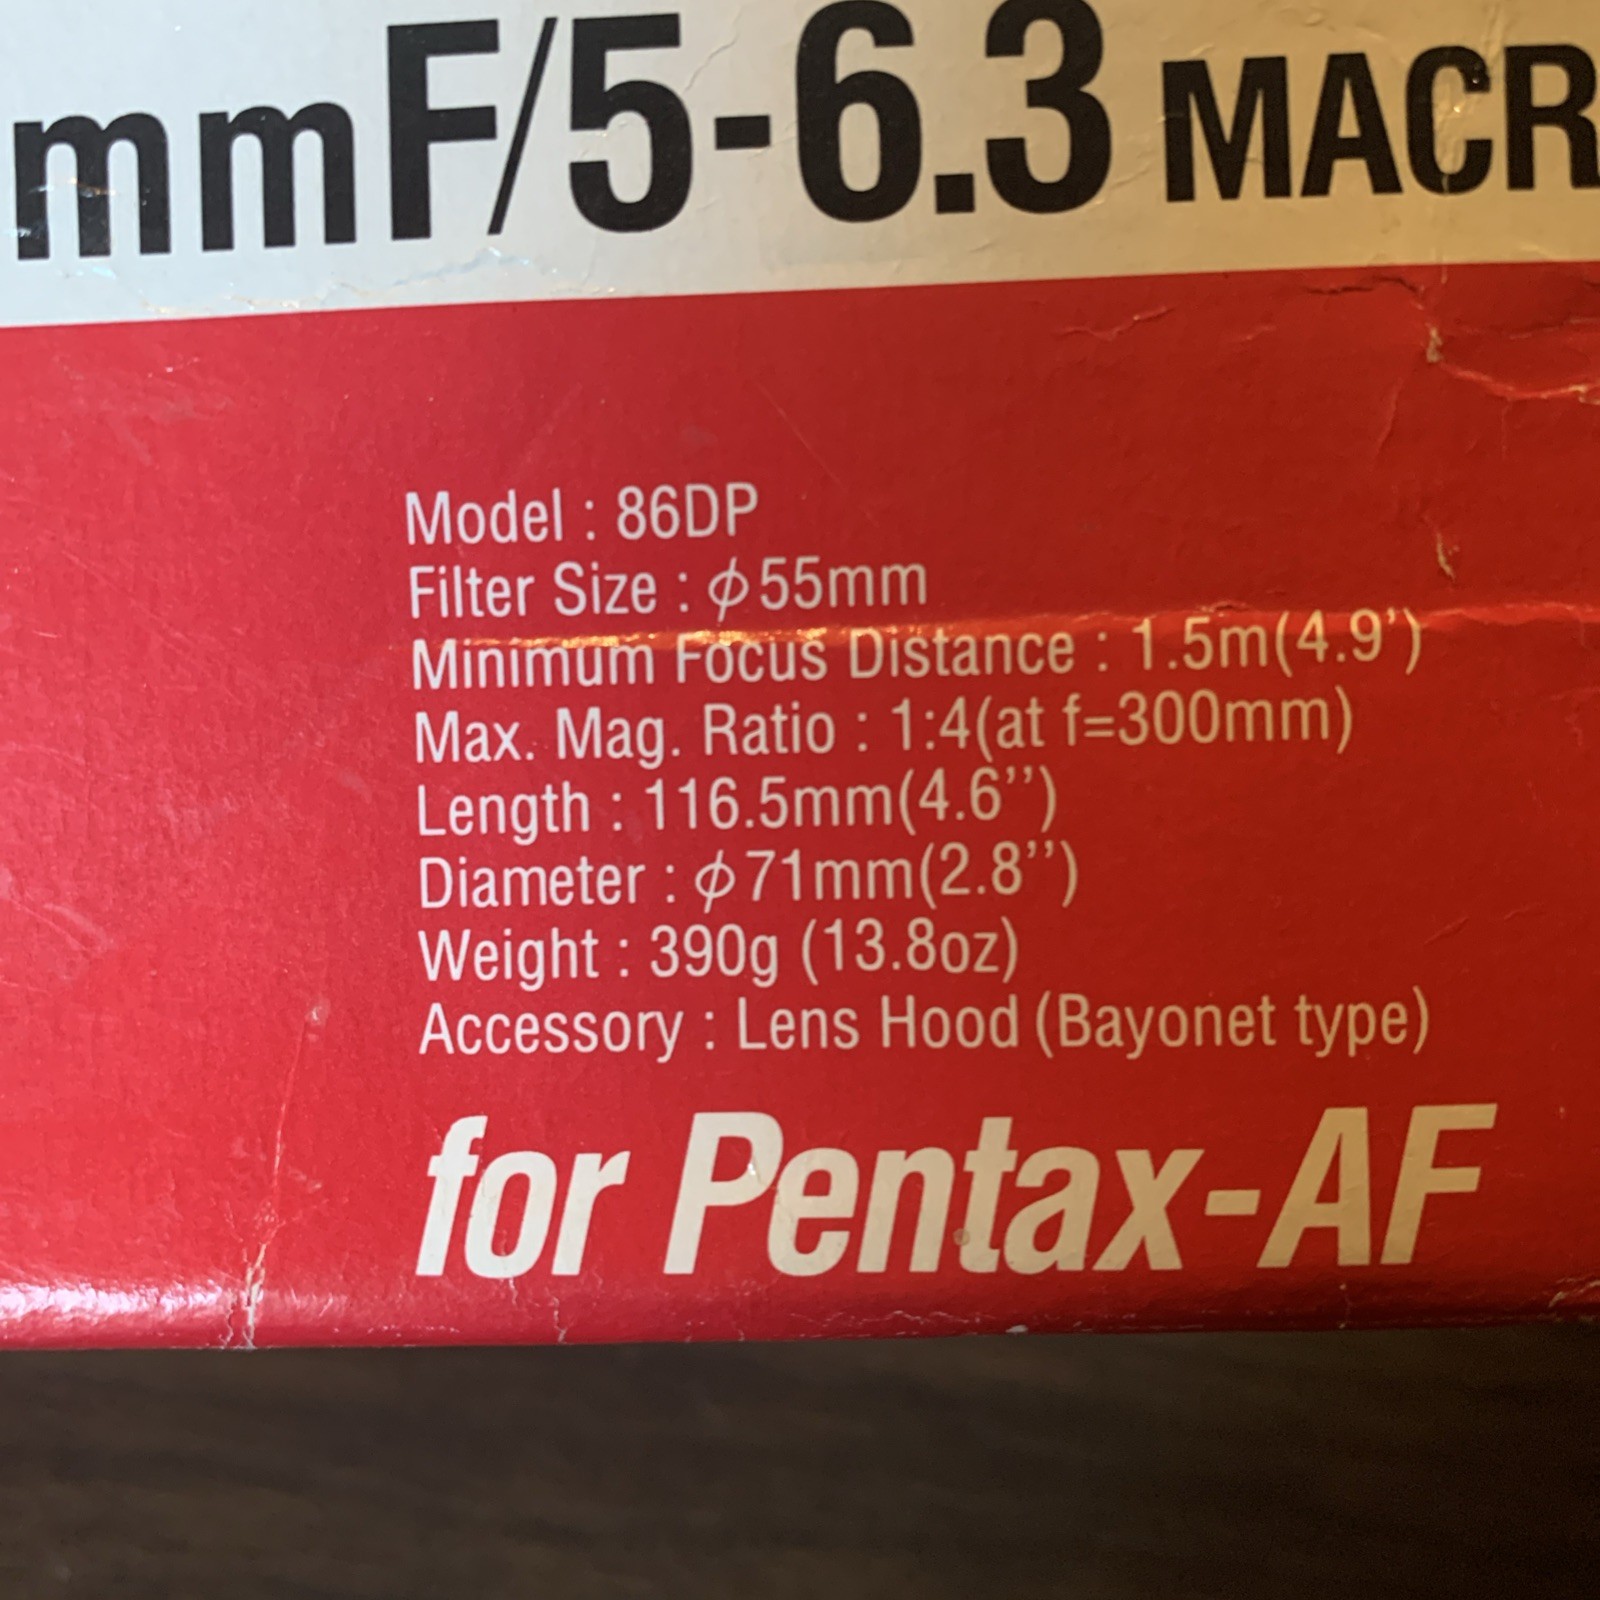 mmF/5-6.3 MACR
Model : 86DP
Filter Size : ϕ55mm
Minimum Focus Distance : 1.5m(4.9')
Max. Mag. Ratio : 1:4(at f=300mm)
Length : 116.5mm(4.6'')
Diameter : ϕ71mm(2.8'')
Weight : 390g (13.8oz)
Accessory : Lens Hood (Bayonet type)
for Pentax-AF